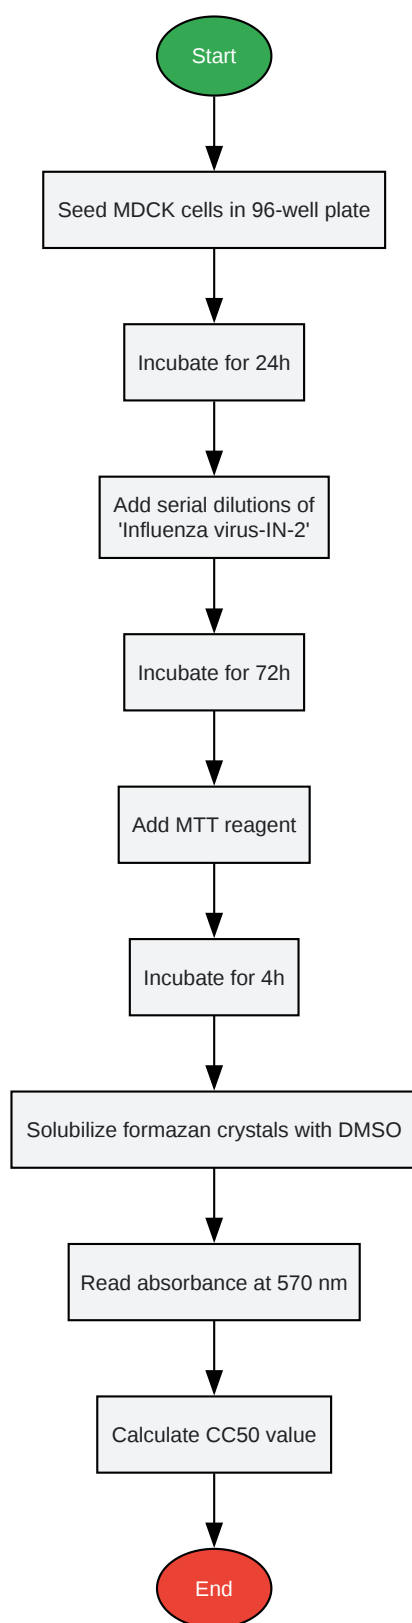 Start
Seed MDCK cells in 96-well plate
Incubate for 24h
Add serial dilutions of
'Influenza virus-IN-2'
Incubate for 72h
Add MTT reagent
Incubate for 4h
Solubilize formazan crystals with DMSO
Read absorbance at 570 nm
Calculate CC50 value
End